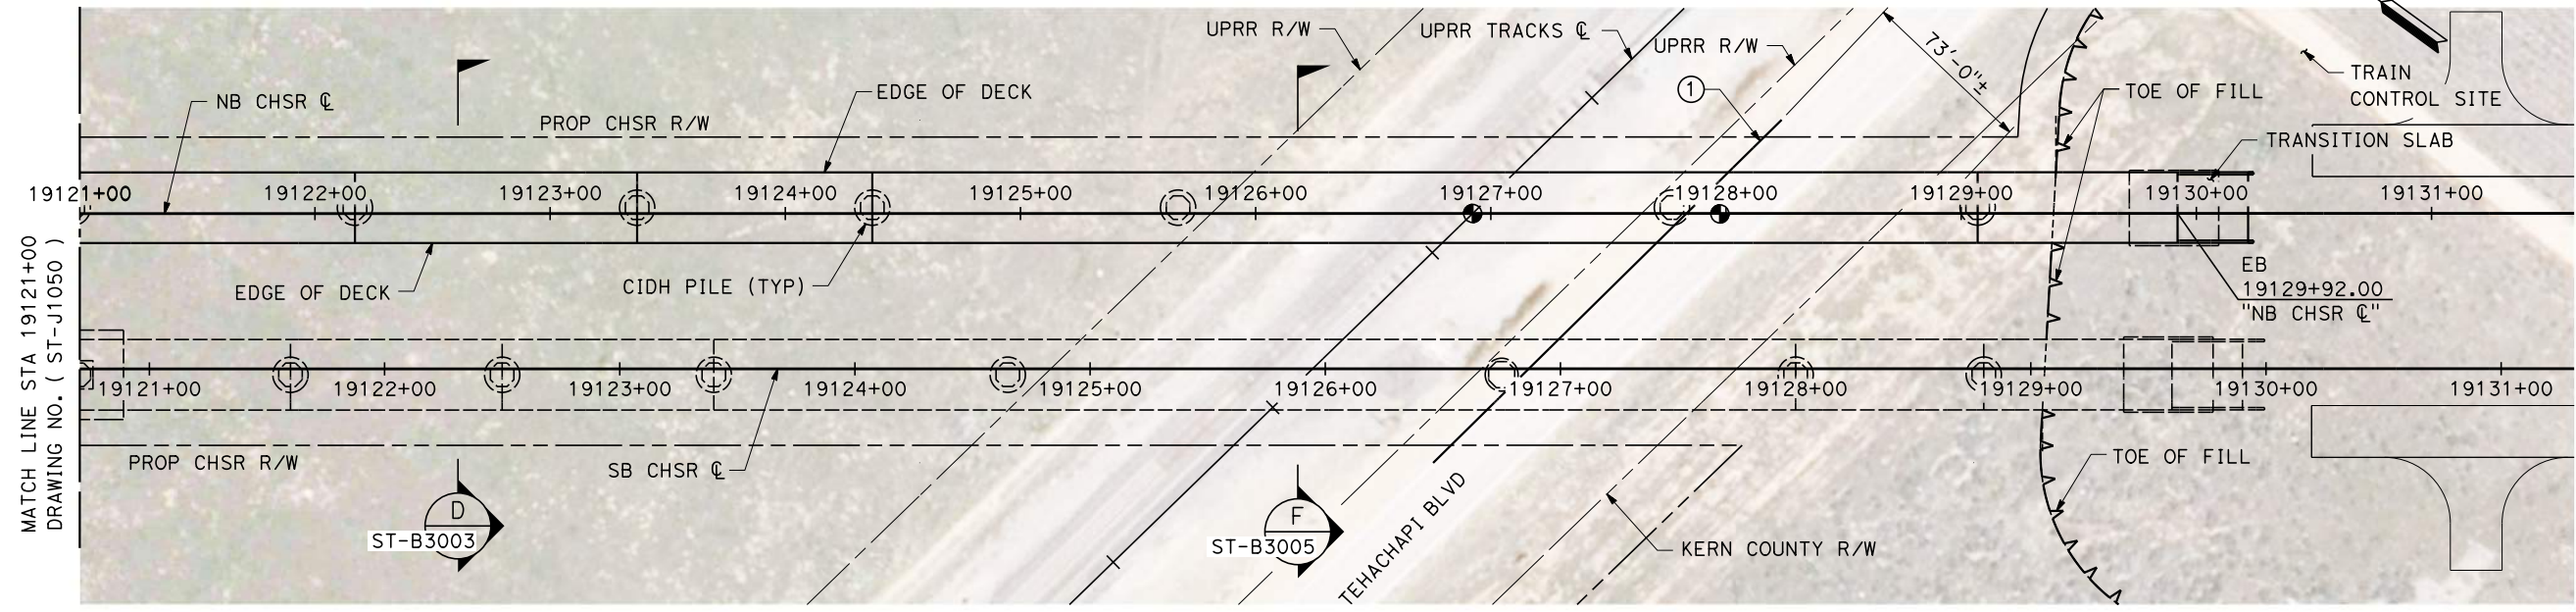 UPRR R/W
UPRR TRACKS ℄
UPRR R/W
73'-0"±
TRAIN
CONTROL SITE
NB CHSR ℄
EDGE OF DECK
1
TOE OF FILL
PROP CHSR R/W
TRANSITION SLAB
19121+00
19122+00
19123+00
19124+00
19125+00
19126+00
19127+00
19128+00
19129+00
19130+00
19131+00
MATCH LINE STA 19121+00
DRAWING NO. ( ST-J1050 )
EDGE OF DECK
CIDH PILE (TYP)
EB
19129+92.00
"NB CHSR ℄"
19121+00
19122+00
19123+00
19124+00
19125+00
19126+00
19127+00
19128+00
19129+00
19130+00
19131+00
PROP CHSR R/W
SB CHSR ℄
TOE OF FILL
D
ST-B3003
F
ST-B3005
TEHACHAPI BLVD
KERN COUNTY R/W